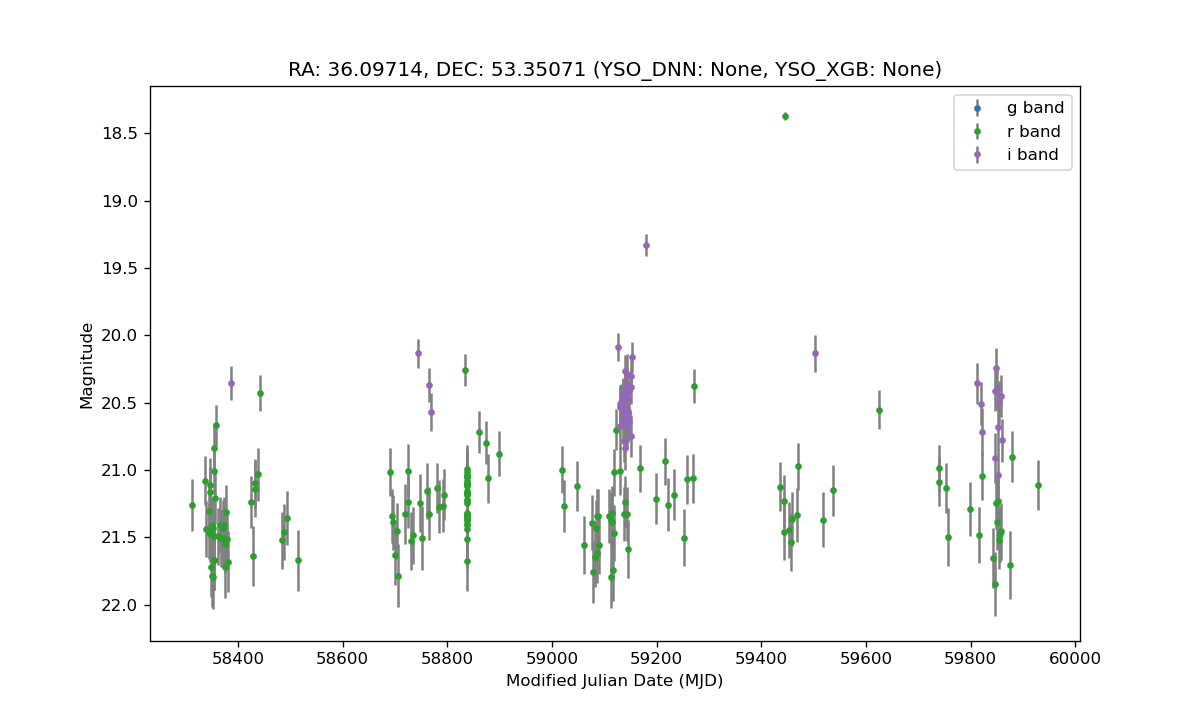 RA: 36.09714, DEC: 53.35071 (YSO_DNN: None, YSO_XGB: None)
g band
r band
i band
18.5
19.0
19.5
20.0
20.5
21.0
21.5
22.0
Magnitude
58400 58600 58800 59000 59200 59400 59600 59800 60000
Modified Julian Date (MJD)